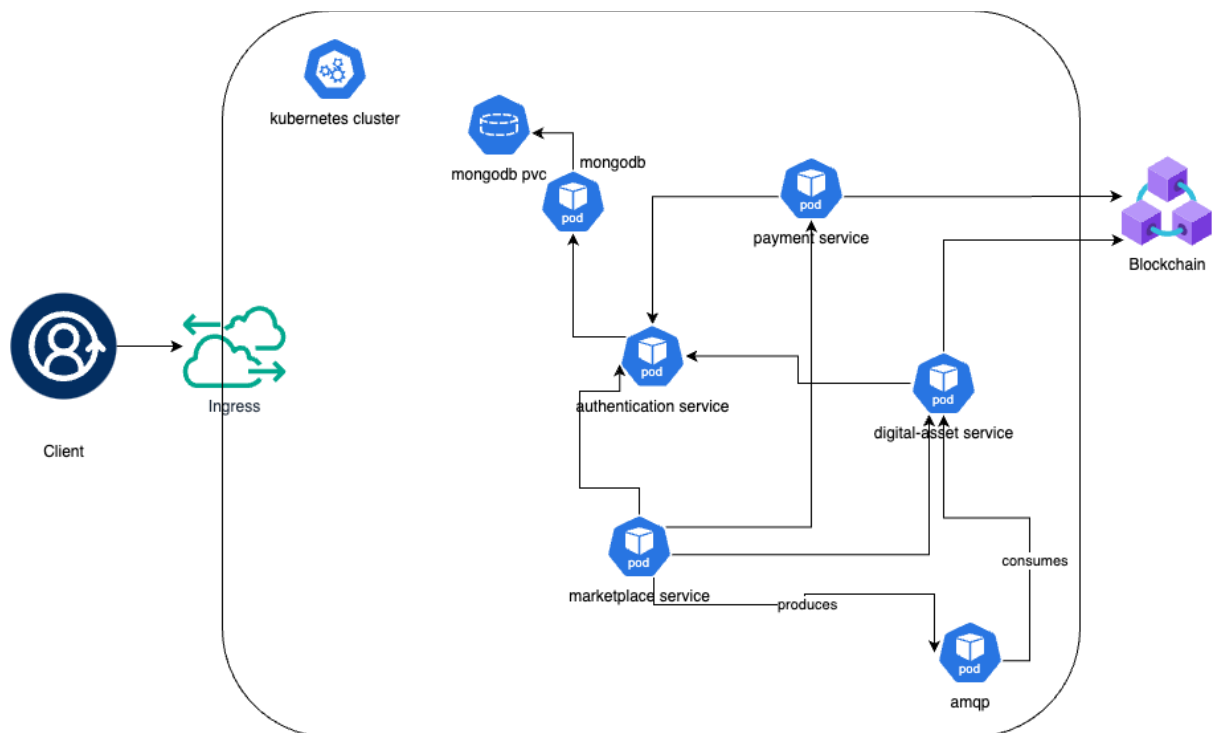 kubernetes cluster
mongodb pvc
mongodb
pod
pod
payment service
Blockchain
Client
Ingress
pod
authentication service
pod
digital-asset service
pod
marketplace service
produces
consumes
pod
amqp